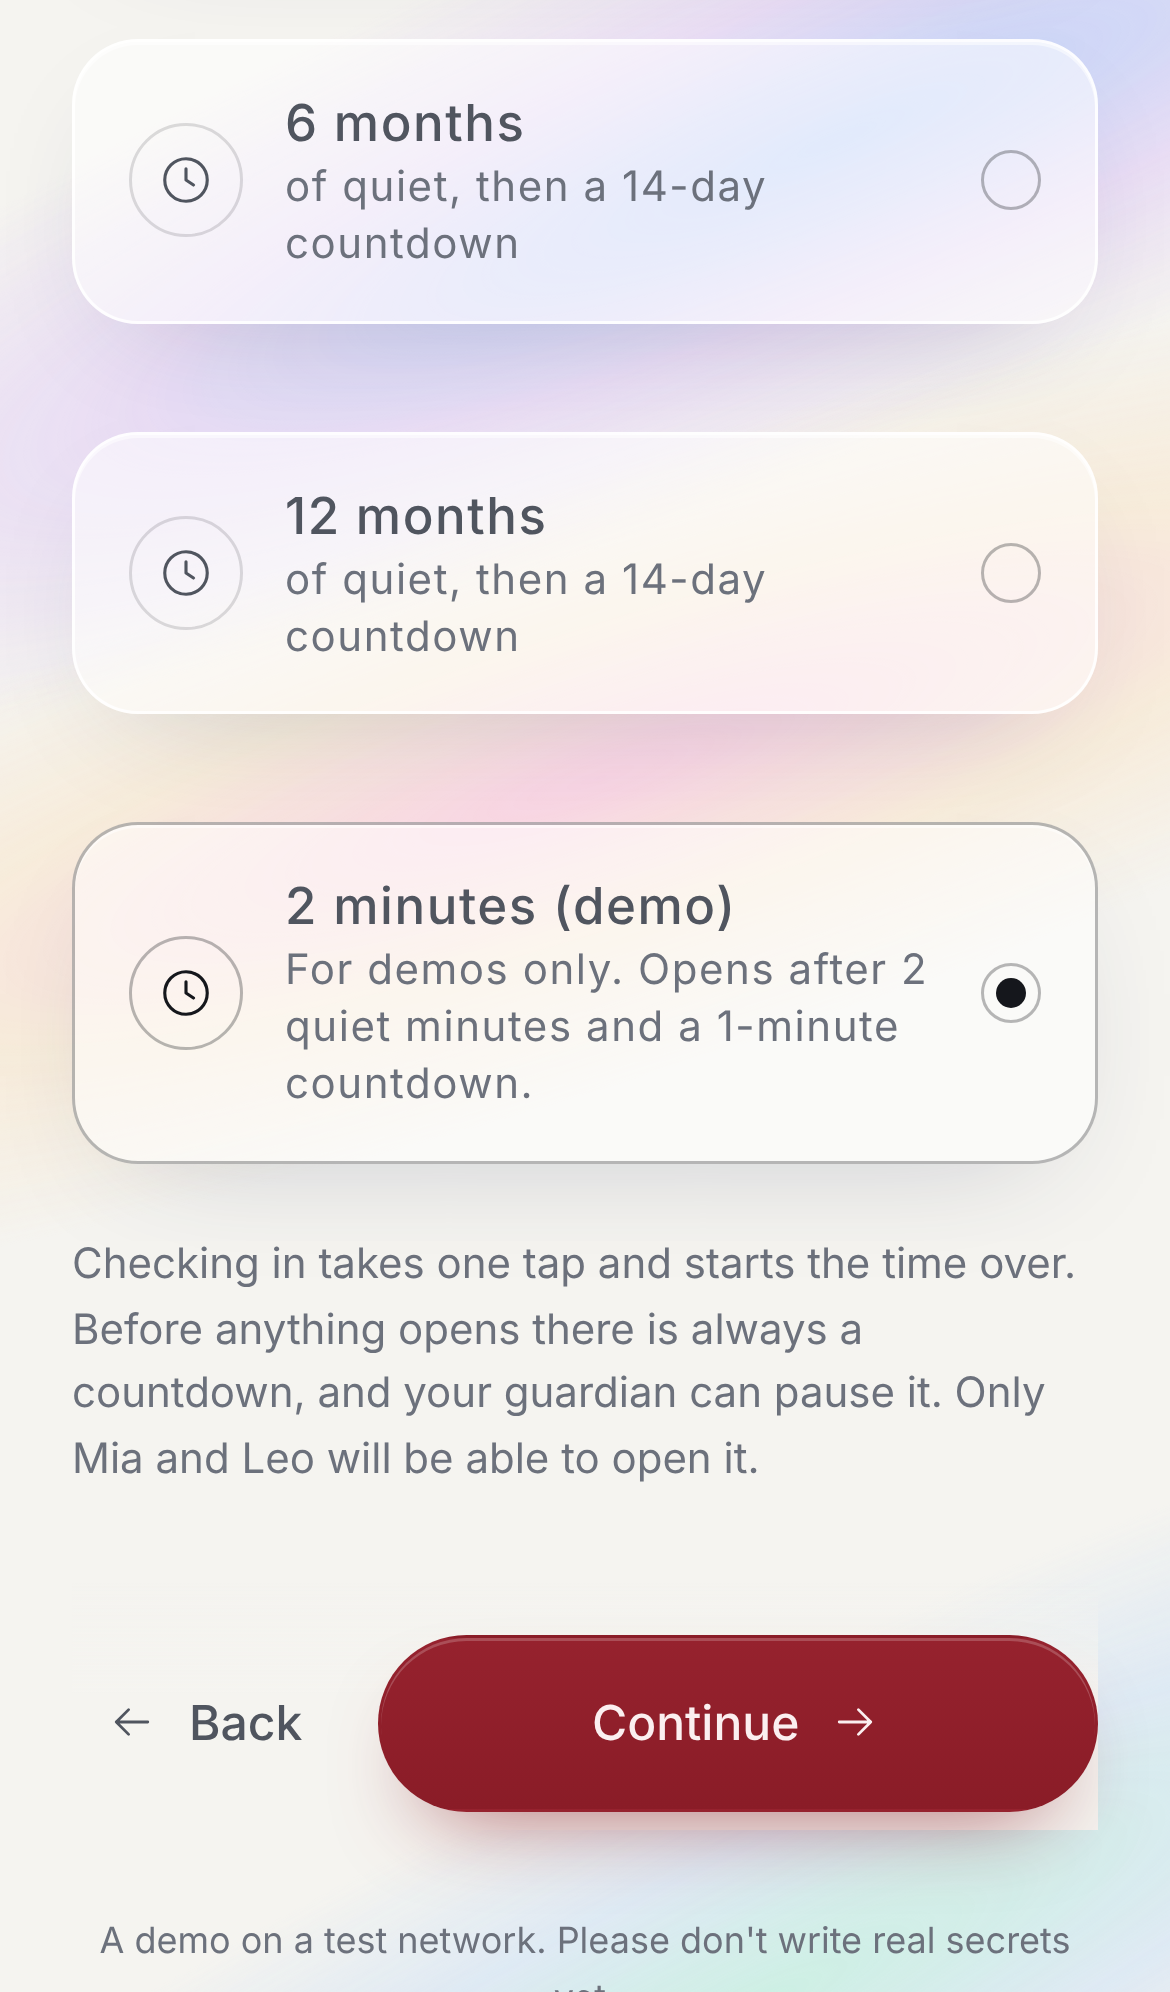 6 months
of quiet, then a 14-day
countdown
12 months
of quiet, then a 14-day
countdown
2 minutes (demo)
For demos only. Opens after 2
quiet minutes and a 1-minute
countdown.
Checking in takes one tap and starts the time over.
Before anything opens there is always a
countdown, and your guardian can pause it. Only
Mia and Leo will be able to open it.
Back
Continue
A demo on a test network. Please don't write real secrets